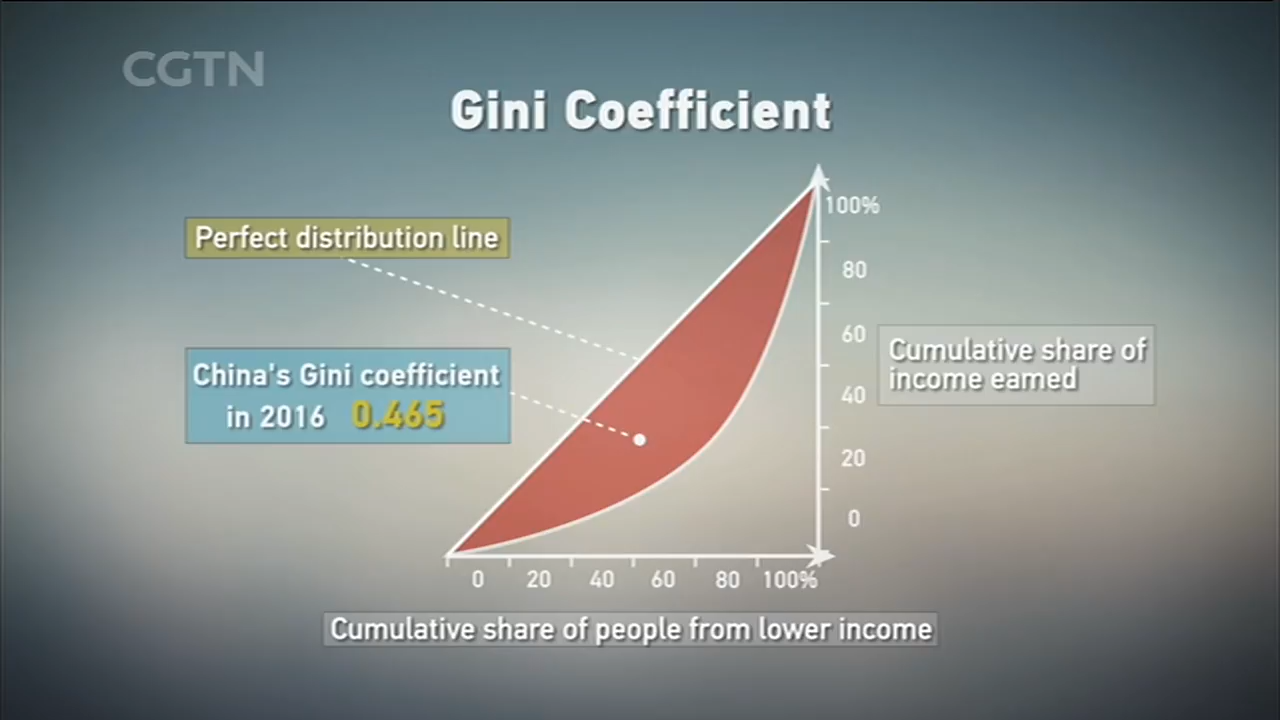 CGTN
Gini Coefficient
Perfect distribution line
China's Gini coefficient
in 2016 0.465
100%
80
60
40
20
0
Cumulative share of
income earned
0 20 40 60 80 100%
Cumulative share of people from lower income